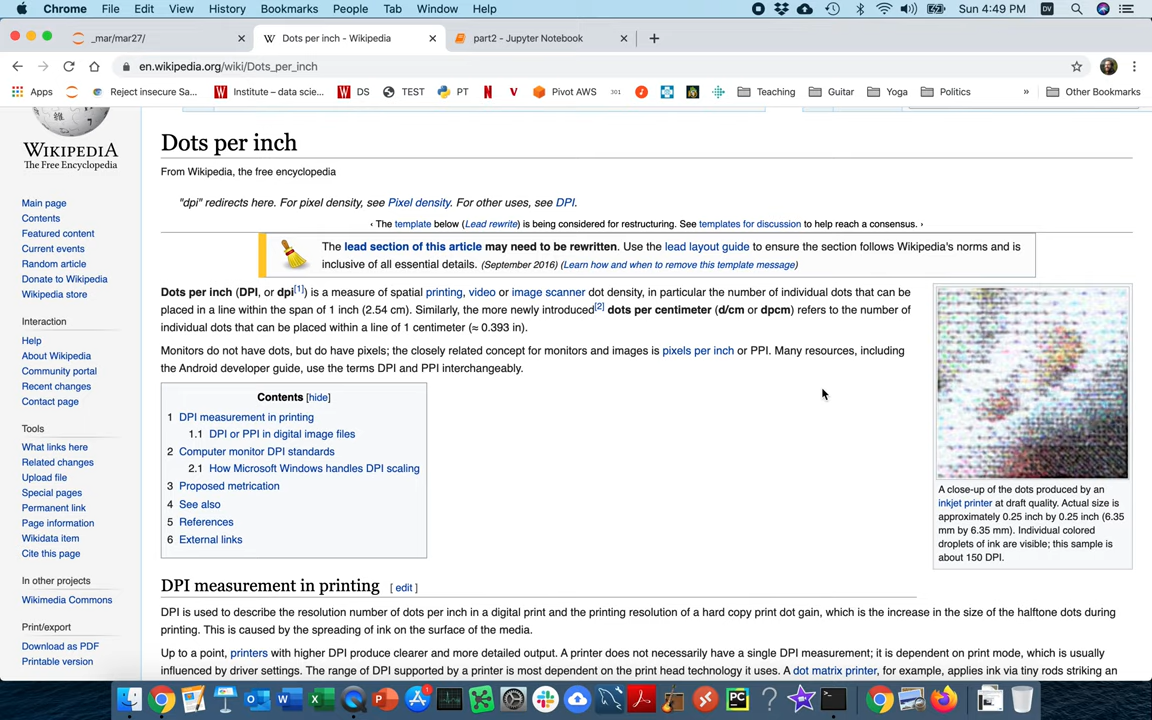 Chrome File Edit View History Bookmarks People Tab Window Help Sun 4:49 PM DV
_mar/mar27/ Dots per inch - Wikipedia part2 - Jupyter Notebook
en.wikipedia.org/wiki/Dots_per_inch
Apps Reject insecure Sa... Institute – data scie... DS TEST PT Pivot AWS 301 Teaching Guitar Yoga Politics » Other Bookmarks
WIKIPEDIA
The Free Encyclopedia
Main page
Contents
Featured content
Current events
Random article
Donate to Wikipedia
Wikipedia store
Interaction
Help
About Wikipedia
Community portal
Recent changes
Contact page
Tools
What links here
Related changes
Upload file
Special pages
Permanent link
Page information
Wikidata item
Cite this page
In other projects
Wikimedia Commons
Print/export
Download as PDF
Printable version
Dots per inch
From Wikipedia, the free encyclopedia
"dpi" redirects here. For pixel density, see Pixel density. For other uses, see DPI.
‹ The template below (Lead rewrite) is being considered for restructuring. See templates for discussion to help reach a consensus. ›
The lead section of this article may need to be rewritten. Use the lead layout guide to ensure the section follows Wikipedia's norms and is
inclusive of all essential details. (September 2016) (Learn how and when to remove this template message)
Dots per inch (DPI, or dpi[1]) is a measure of spatial printing, video or image scanner dot density, in particular the number of individual dots that can be
placed in a line within the span of 1 inch (2.54 cm). Similarly, the more newly introduced[2] dots per centimeter (d/cm or dpcm) refers to the number of
individual dots that can be placed within a line of 1 centimeter (≈ 0.393 in).
Monitors do not have dots, but do have pixels; the closely related concept for monitors and images is pixels per inch or PPI. Many resources, including
the Android developer guide, use the terms DPI and PPI interchangeably.
Contents [hide]
1 DPI measurement in printing
1.1 DPI or PPI in digital image files
2 Computer monitor DPI standards
2.1 How Microsoft Windows handles DPI scaling
3 Proposed metrication
4 See also
5 References
6 External links
A close-up of the dots produced by an
inkjet printer at draft quality. Actual size is
approximately 0.25 inch by 0.25 inch (6.35
mm by 6.35 mm). Individual colored
droplets of ink are visible; this sample is
about 150 DPI.
DPI measurement in printing [ edit ]
DPI is used to describe the resolution number of dots per inch in a digital print and the printing resolution of a hard copy print dot gain, which is the increase in the size of the halftone dots during
printing. This is caused by the spreading of ink on the surface of the media.
Up to a point, printers with higher DPI produce clearer and more detailed output. A printer does not necessarily have a single DPI measurement; it is dependent on print mode, which is usually
influenced by driver settings. The range of DPI supported by a printer is most dependent on the print head technology it uses. A dot matrix printer, for example, applies ink via tiny rods striking an